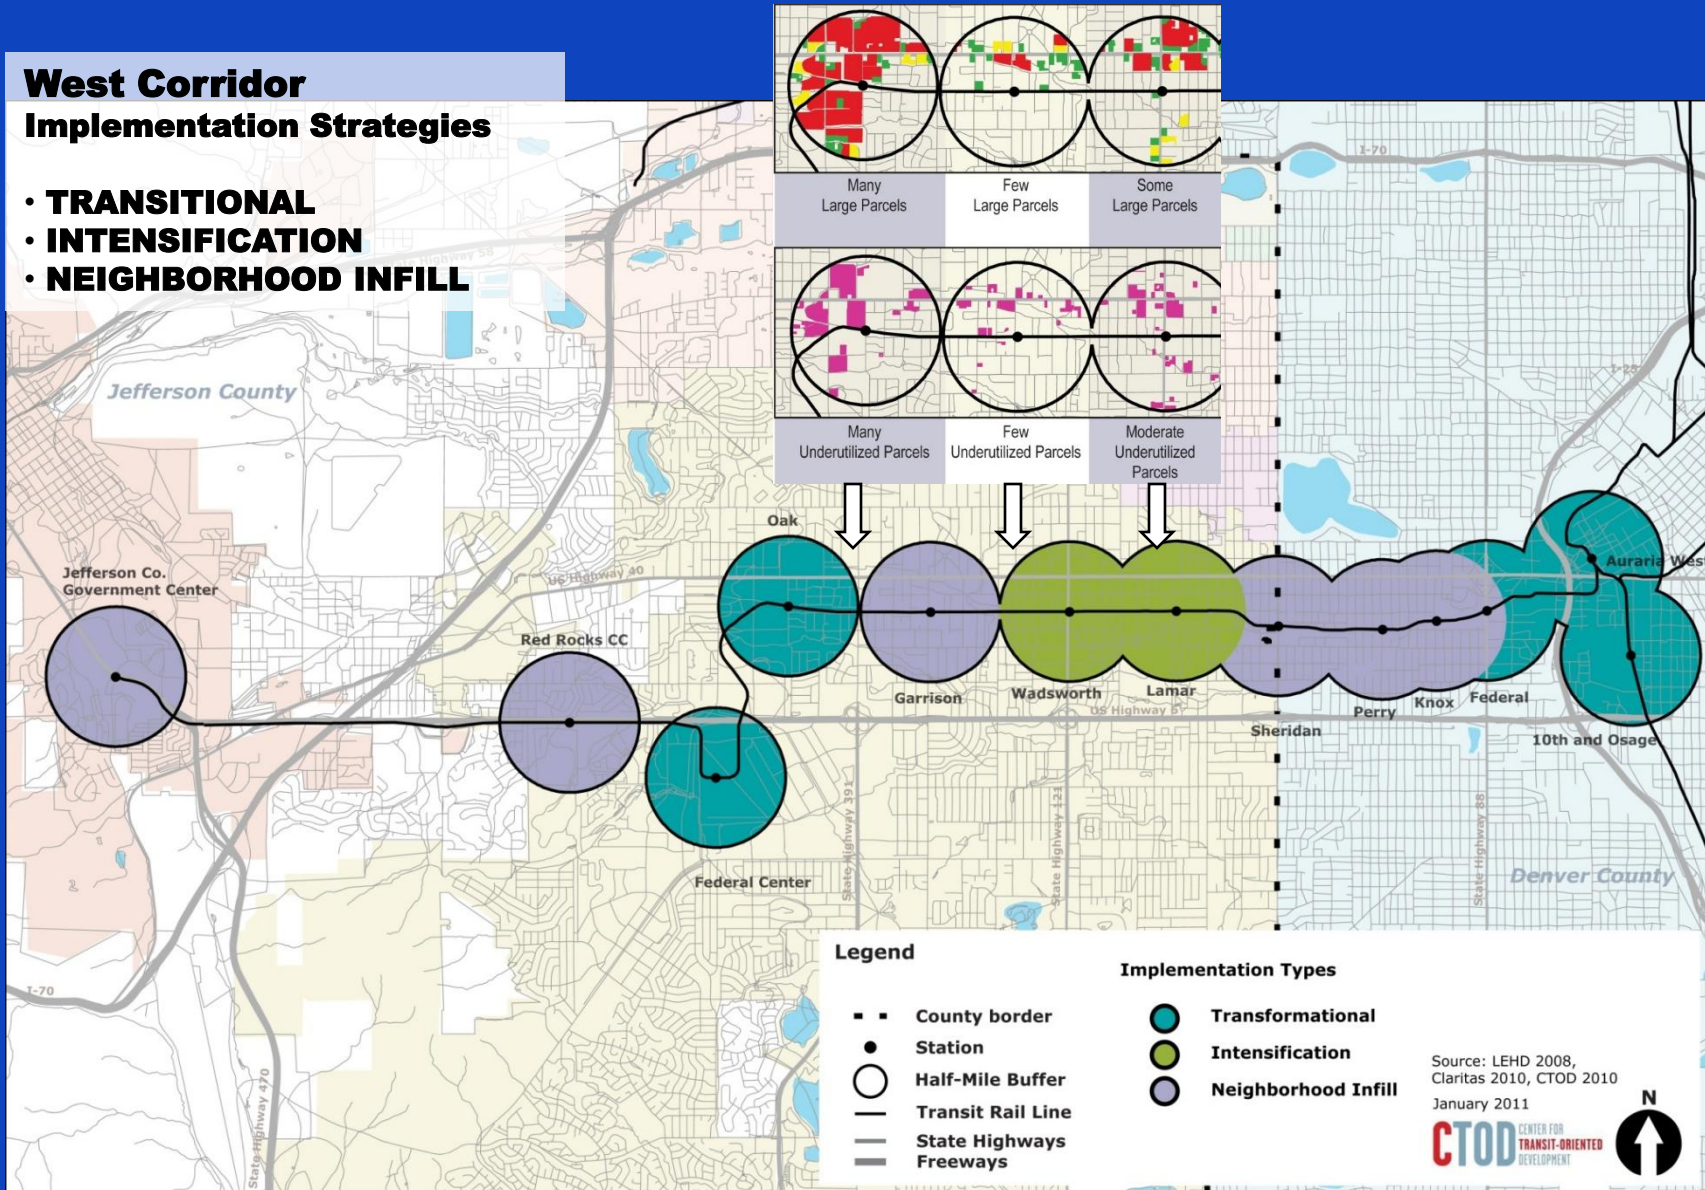 West Corridor
Implementation Strategies
• TRANSITIONAL
• INTENSIFICATION
• NEIGHBORHOOD INFILL
Many
Large Parcels
Few
Large Parcels
Some
Large Parcels
Many
Underutilized Parcels
Few
Underutilized Parcels
Moderate
Underutilized
Parcels
I-70
I-25
State Highway 58
Jefferson County
Oak
US Highway 40
Jefferson Co.
Government Center
Red Rocks CC
Auraria West
Garrison
Wadsworth
Lamar
US Highway 6
Sheridan
Perry
Knox
Federal
10th and Osage
Federal Center
State Highway 391
State Highway 121
State Highway 88
Denver County
I-70
State Highway 470
Legend
County border
Station
Half-Mile Buffer
Transit Rail Line
State Highways
Freeways
Implementation Types
Transformational
Intensification
Neighborhood Infill
Source: LEHD 2008,
Claritas 2010, CTOD 2010
January 2011
CTOD
CENTER FOR
TRANSIT-ORIENTED
DEVELOPMENT
N